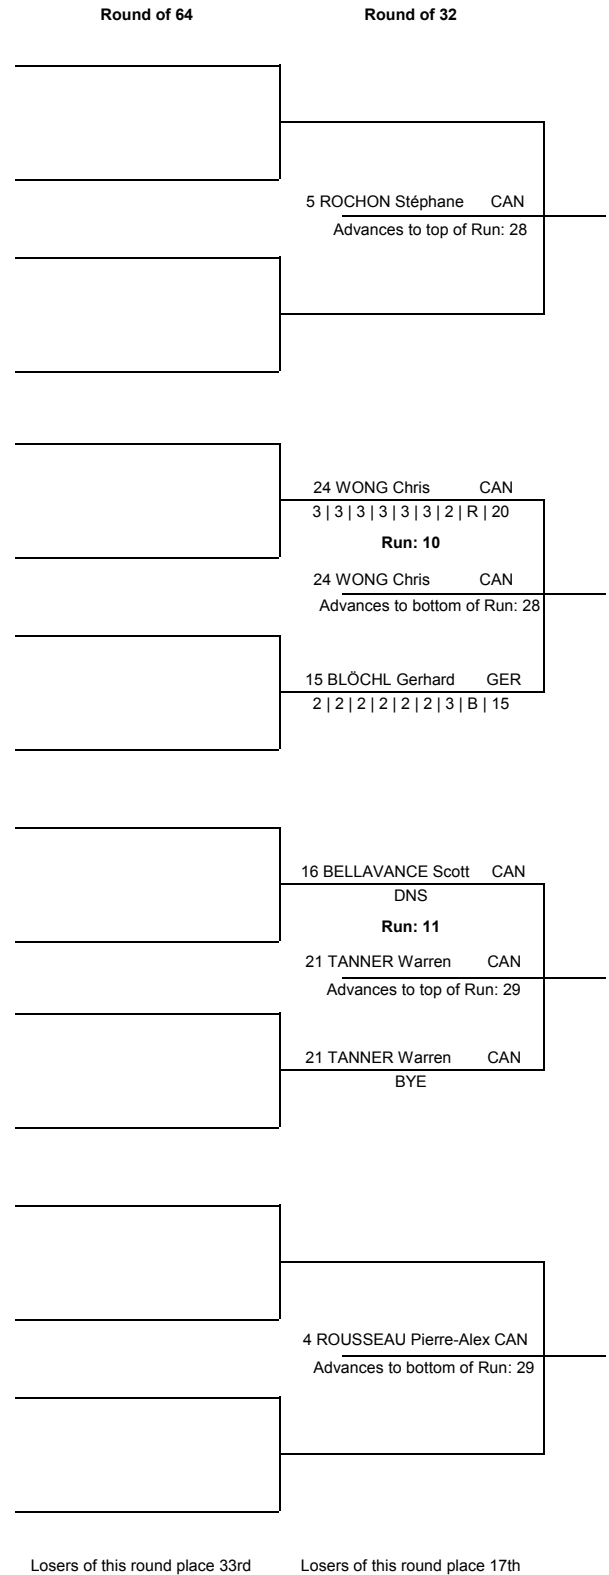 Round of 64 Round of 32
5 ROCHON Stéphane CAN
Advances to top of Run: 28
24 WONG Chris CAN
3 | 3 | 3 | 3 | 3 | 3 | 2 | R | 20
Run: 10
24 WONG Chris CAN
Advances to bottom of Run: 28
15 BLÖCHL Gerhard GER
2 | 2 | 2 | 2 | 2 | 2 | 3 | B | 15
16 BELLAVANCE Scott CAN
DNS
Run: 11
21 TANNER Warren CAN
Advances to top of Run: 29
21 TANNER Warren CAN
BYE
4 ROUSSEAU Pierre-Alex CAN
Advances to bottom of Run: 29
Losers of this round place 33rd Losers of this round place 17th